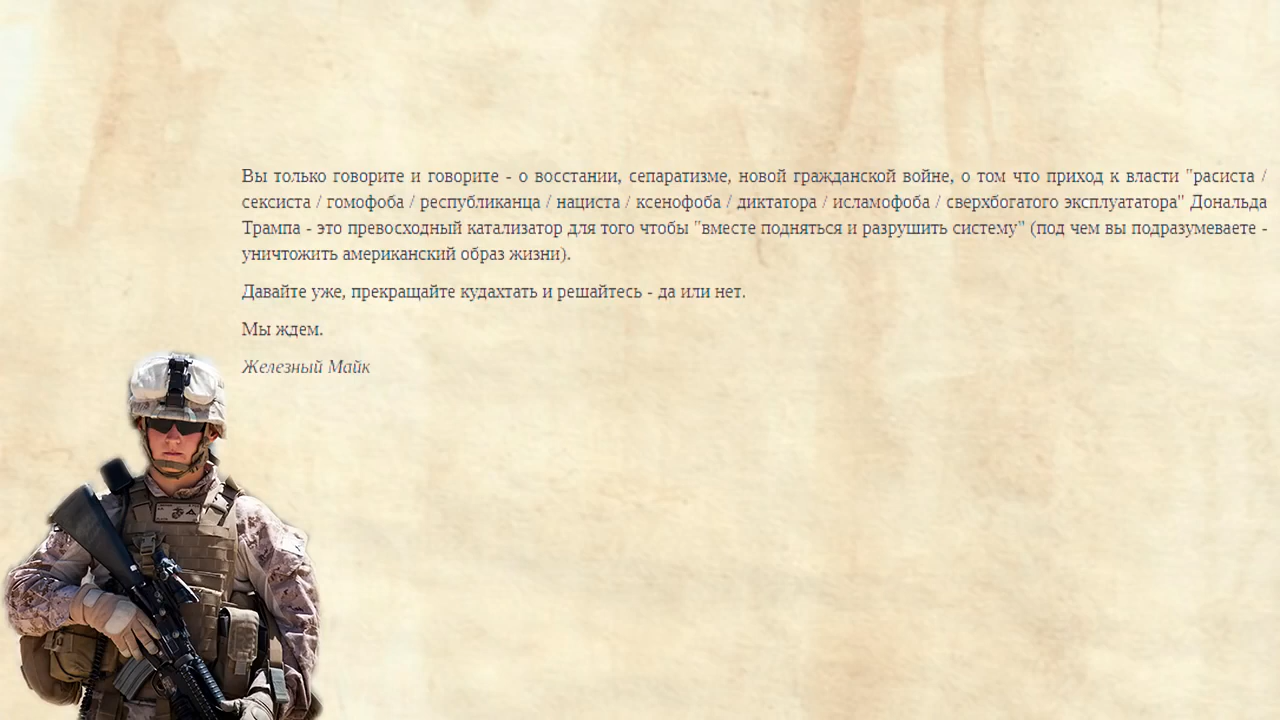 Вы только говорите и говорите - о восстании, сепаратизме, новой гражданской войне, о том что приход к власти "расиста /
сексиста / гомофоба / республиканца / нациста / ксенофоба / диктатора / исламофоба / сверхбогатого эксплуататора" Дональда
Трампа - это превосходный катализатор для того чтобы "вместе подняться и разрушить систему" (под чем вы подразумеваете -
уничтожить американский образ жизни).
Давайте уже, прекращайте кудахтать и решайтесь - да или нет.
Мы ждем.
Железный Майк